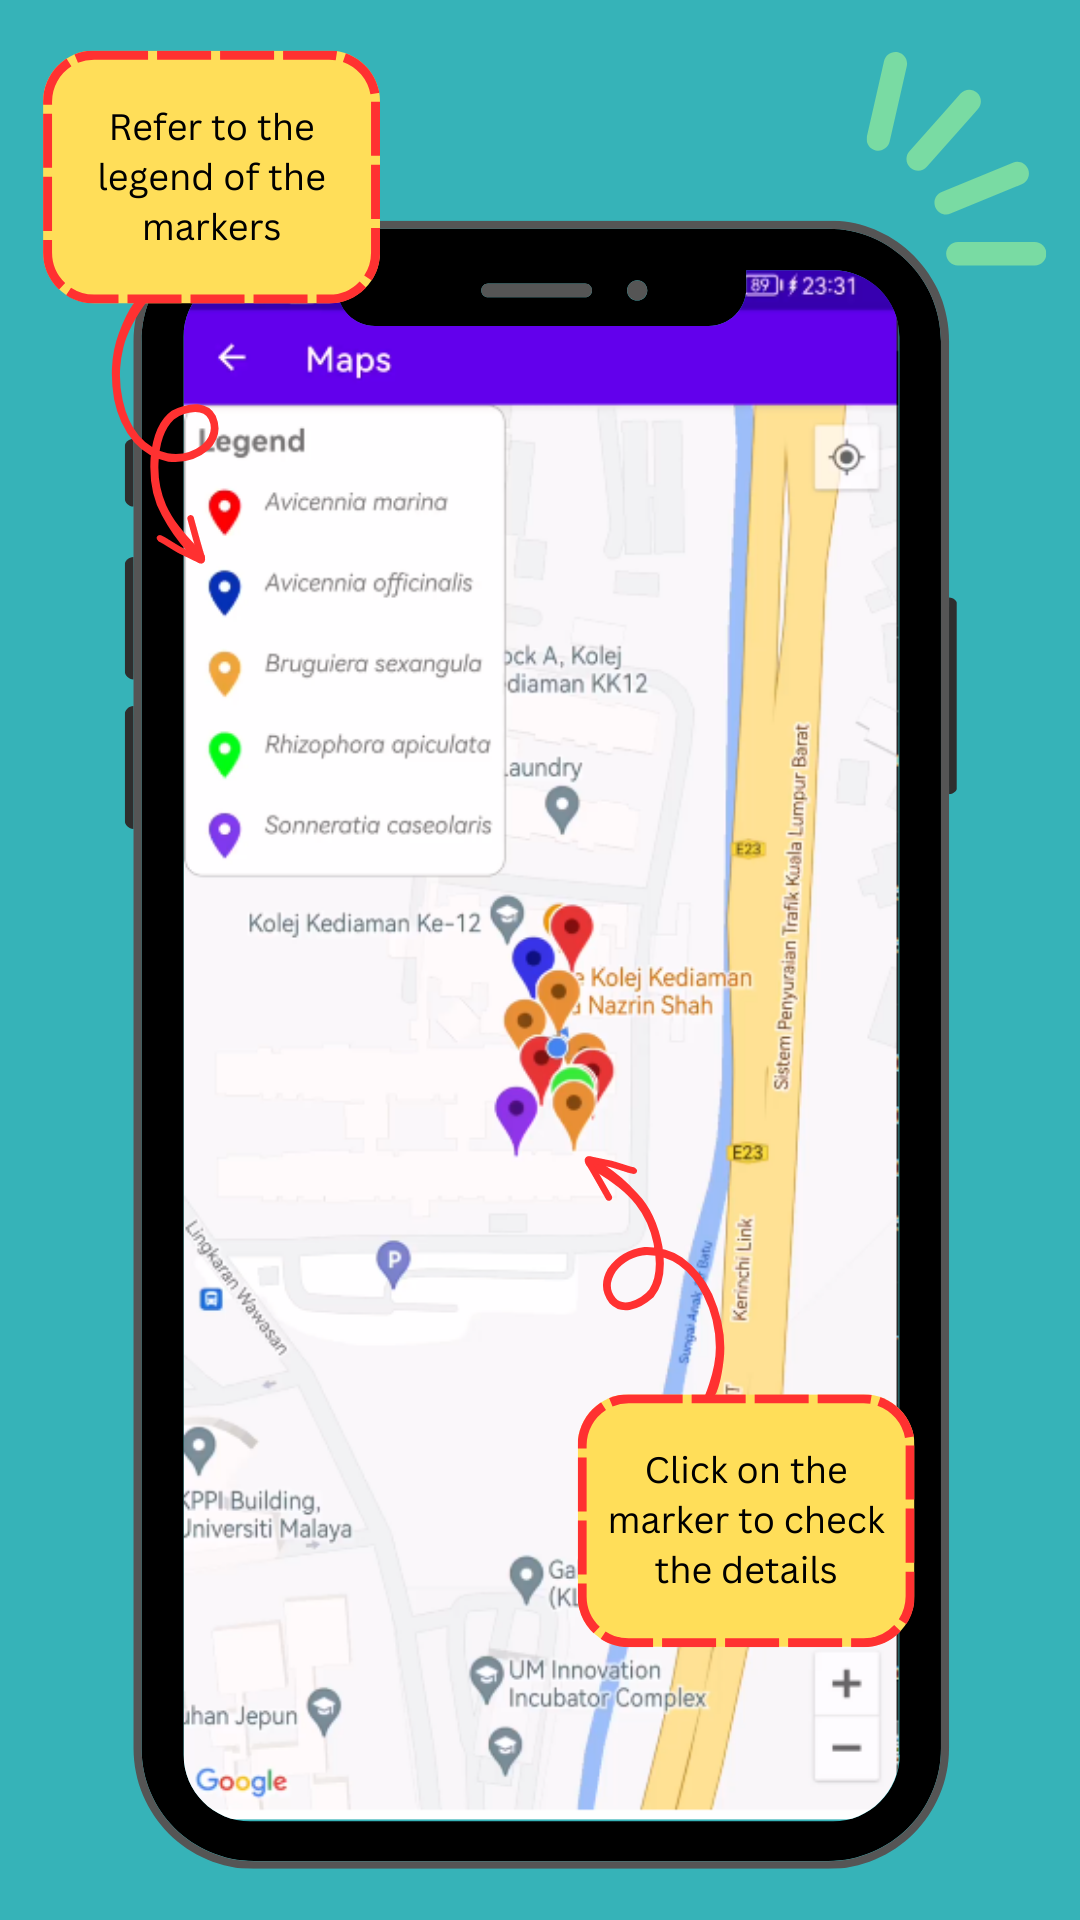 Refer to the
legend of the
markers
89
23:31
Maps
Legend
Avicennia marina
Avicennia officinalis
Bruguiera sexangula
Rhizophora apiculata
Sonneratia caseolaris
ock A, Kolej
diaman KK12
aundry
Sistem Penyuraian Trafik Kuala Lumpur Barat
E23
Kolej Kediaman Ke-12
e Kolej Kediaman
Nazrin Shah
E23
Kerinchi Link
Sungai Anak Batu
Lingkaran Wawasan
P
T
Click on the
marker to check
the details
KPPI Building,
Universiti Malaya
Ga
(KL
UM Innovation
Incubator Complex
uhan Jepun
Google